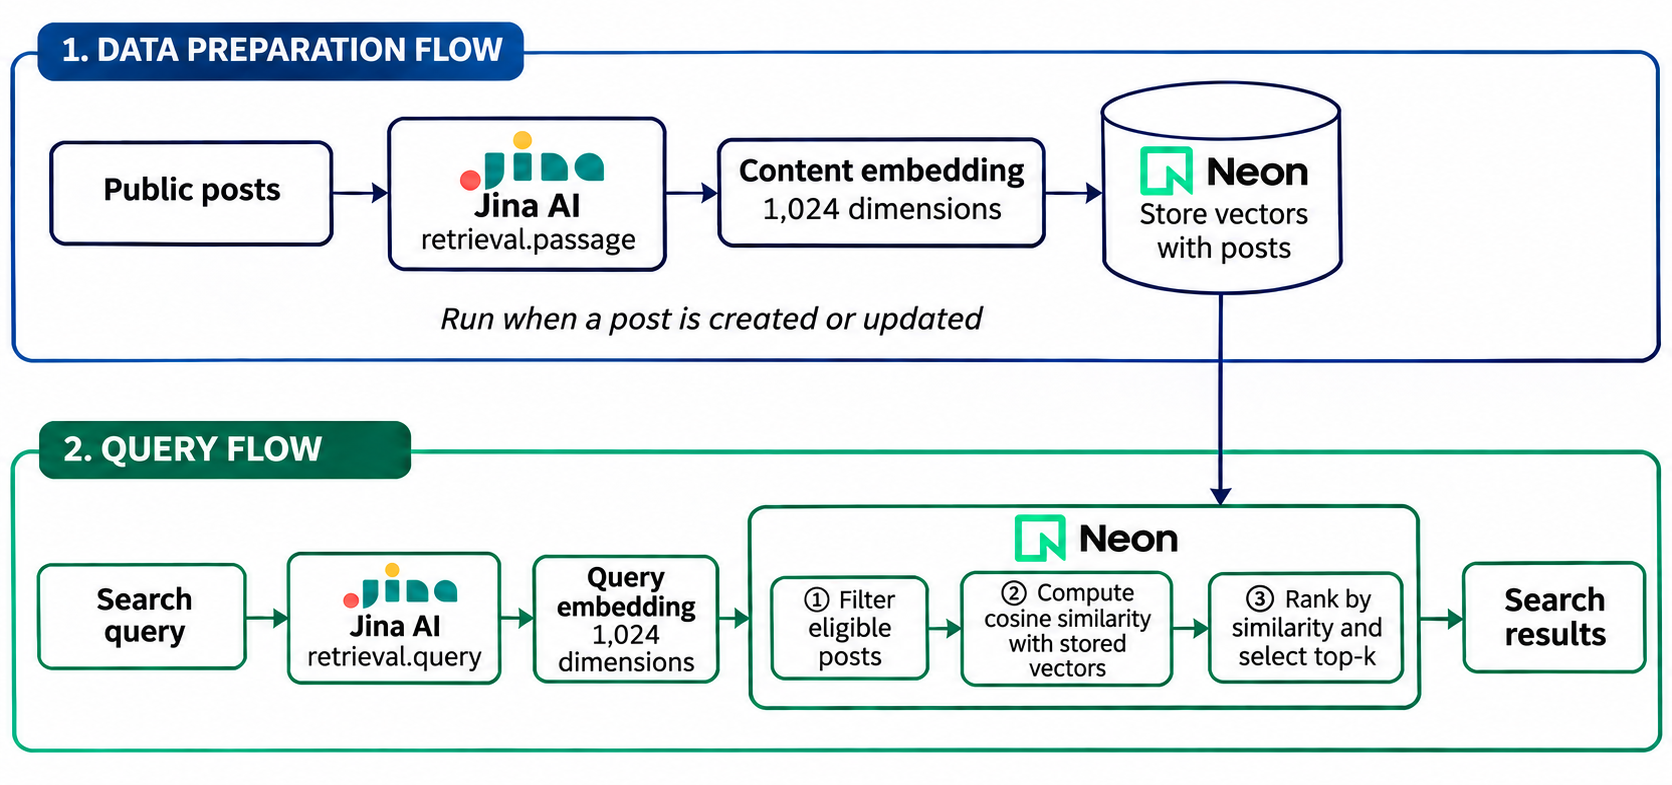 1. DATA PREPARATION FLOW
Public posts
Jina
Jina AI
retrieval.passage
Content embedding
1,024 dimensions
Neon
Store vectors
with posts
Run when a post is created or updated
2. QUERY FLOW
Search
query
Jina
Jina AI
retrieval.query
Query
embedding
1,024
dimensions
Neon
① Filter
eligible
posts
② Compute
cosine similarity
with stored
vectors
③ Rank by
similarity and
select top-k
Search
results